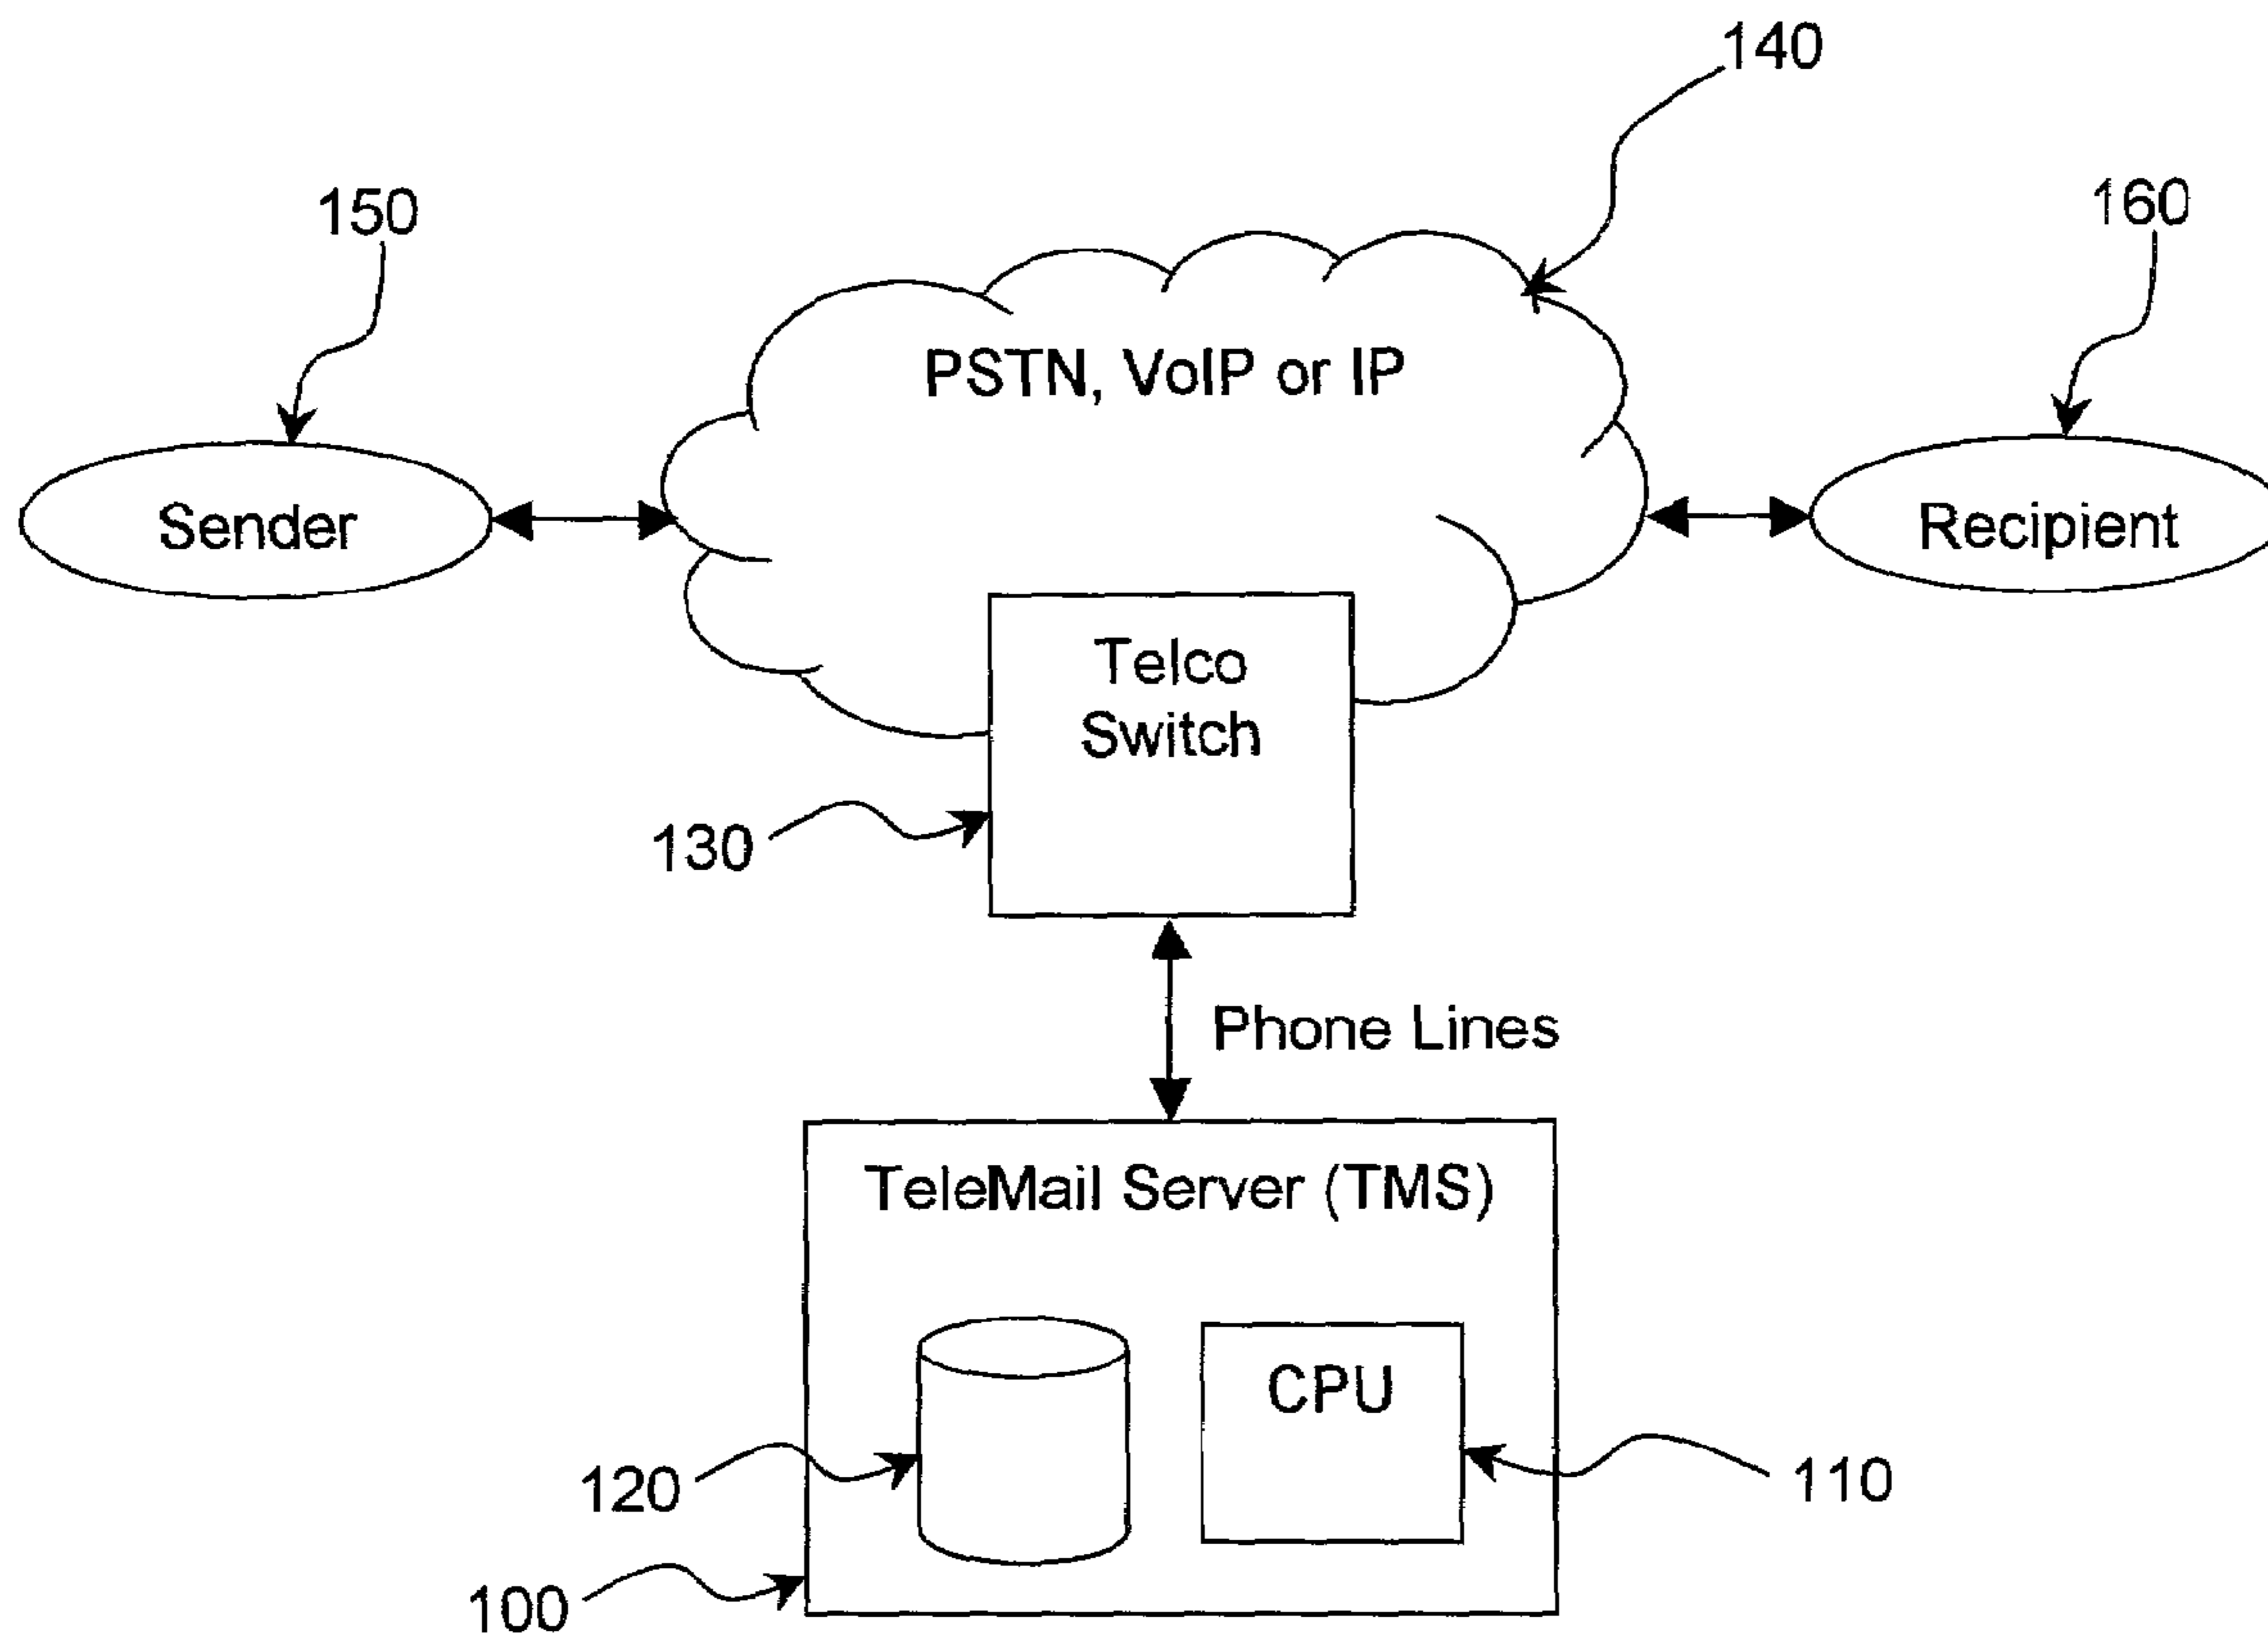 140
150
160
PSTN, VoIP or IP
Sender
Recipient
Telco
Switch
130
Phone Lines
TeleMail Server (TMS)
CPU
120
110
100